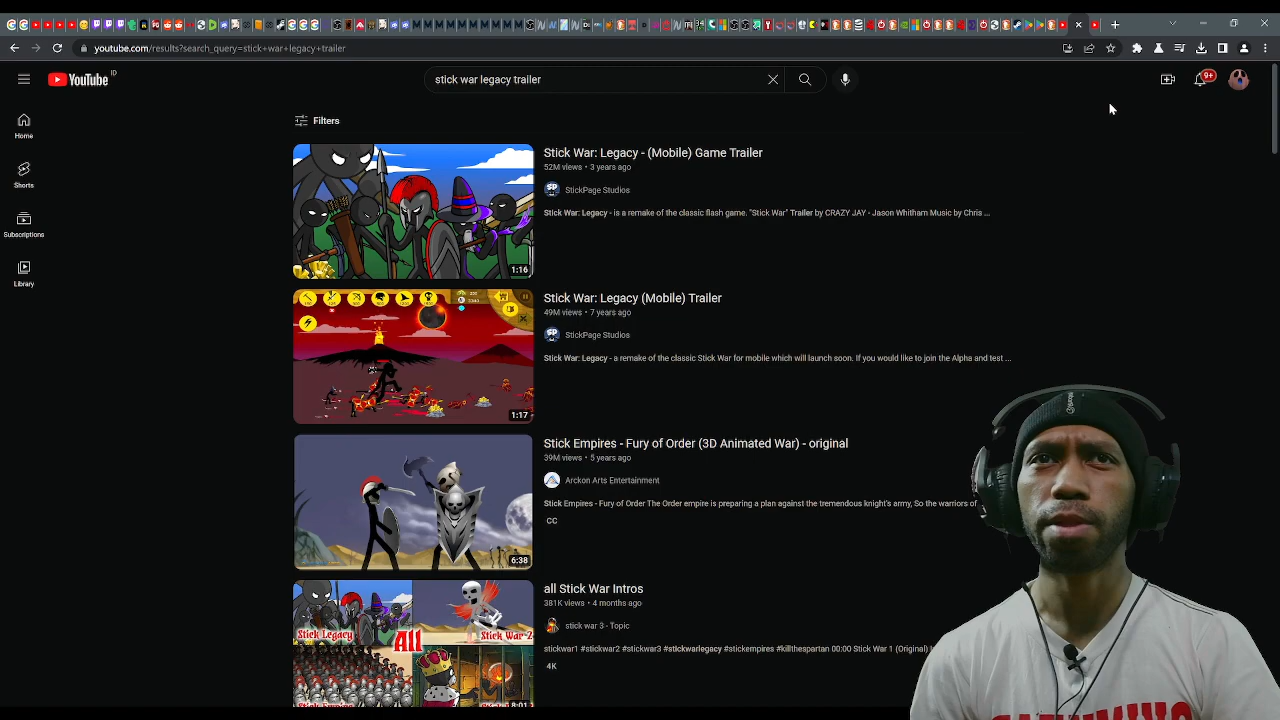 youtube.com/results?search_query=stick+war+legacy+trailer
YouTube ID
stick war legacy trailer
9+
Filters
Home
Shorts
Subscriptions
Library
Stick War: Legacy - (Mobile) Game Trailer
52M views • 3 years ago
StickPage Studios
Stick War: Legacy - is a remake of the classic flash game. "Stick War" Trailer by CRAZY JAY - Jason Whitham Music by Chris ...
1:16
Stick War: Legacy (Mobile) Trailer
49M views • 7 years ago
StickPage Studios
Stick War: Legacy - a remake of the classic Stick War for mobile which will launch soon. If you would like to join the Alpha and test ...
1:17
Stick Empires - Fury of Order (3D Animated War) - original
39M views • 5 years ago
Arckon Arts Entertainment
Stick Empires - Fury of Order The Order empire is preparing a plan against the tremendous knight's army, So the warriors of
CC
6:38
all Stick War Intros
381K views • 4 months ago
stick war 3 - Topic
stickwar1 #stickwar2 #stickwar3 #stickwarlegacy #stickempires #killthespartan 00:00 Stick War 1 (Original)
4K
Stick Legacy
All
Stick War 2
8:01